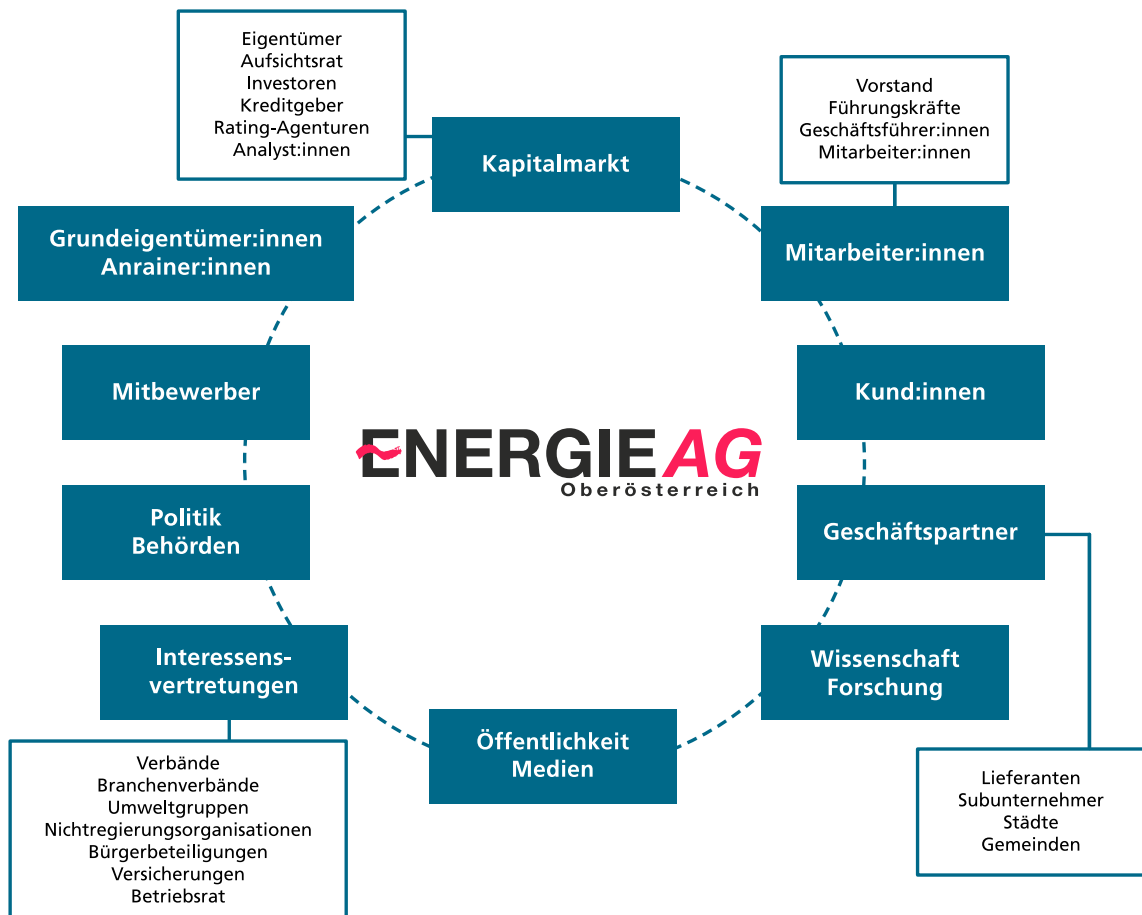 Eigentümer
Aufsichtsrat
Investoren
Kreditgeber
Rating-Agenturen
Analyst:innen
Kapitalmarkt
Vorstand
Führungskräfte
Geschäftsführer:innen
Mitarbeiter:innen
Mitarbeiter:innen
Grundeigentümer:innen
Anrainer:innen
Mitbewerber
Kund:innen
ENERGIE AG
Oberösterreich
Politik
Behörden
Geschäftspartner
Interessens-
vertretungen
Wissenschaft
Forschung
Öffentlichkeit
Medien
Verbände
Branchenverbände
Umweltgruppen
Nichtregierungsorganisationen
Bürgerbeteiligungen
Versicherungen
Betriebsrat
Lieferanten
Subunternehmer
Städte
Gemeinden